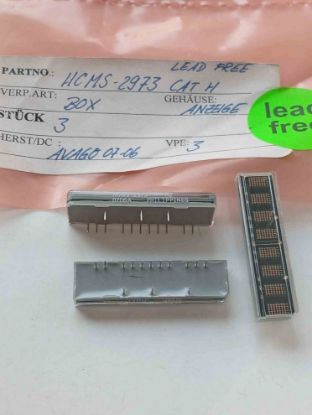 LEAD FREE
PARTNO.: HCMS-2973 CAT H
VERP.ART: BOX GEHÄUSE: ANZEIGE
STÜCK 3
HERST/DC: AVAGO 07-06 VPE: 3
lead
free
PHILIPPINES